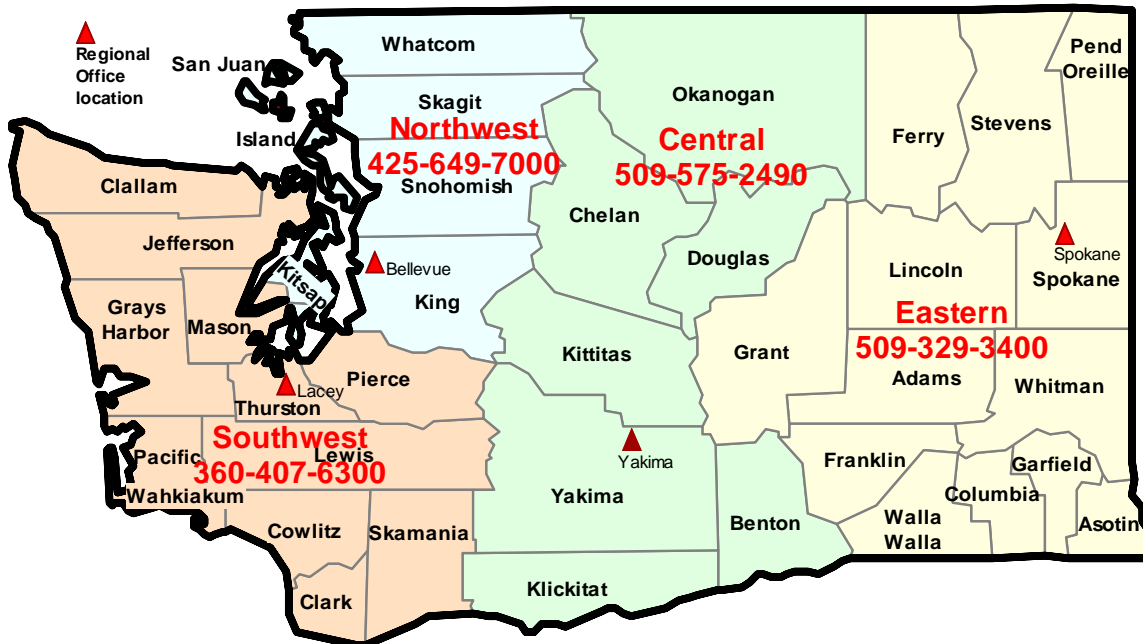 Regional
Office
location
San Juan
Island
Whatcom
Skagit
Northwest
425-649-7000
Snohomish
Bellevue
King
Kitsap
Okanogan
Central
509-575-2490
Chelan
Douglas
Kittitas
Yakima
Yakima
Benton
Klickitat
Pend
Oreille
Ferry
Stevens
Lincoln
Spokane
Spokane
Eastern
509-329-3400
Grant
Adams
Whitman
Franklin
Garfield
Columbia
Walla
Walla
Asotin
Clallam
Jefferson
Grays
Harbor
Mason
Pierce
Lacey
Thurston
Southwest
360-407-6300
Lewis
Pacific
Wahkiakum
Cowlitz
Skamania
Clark